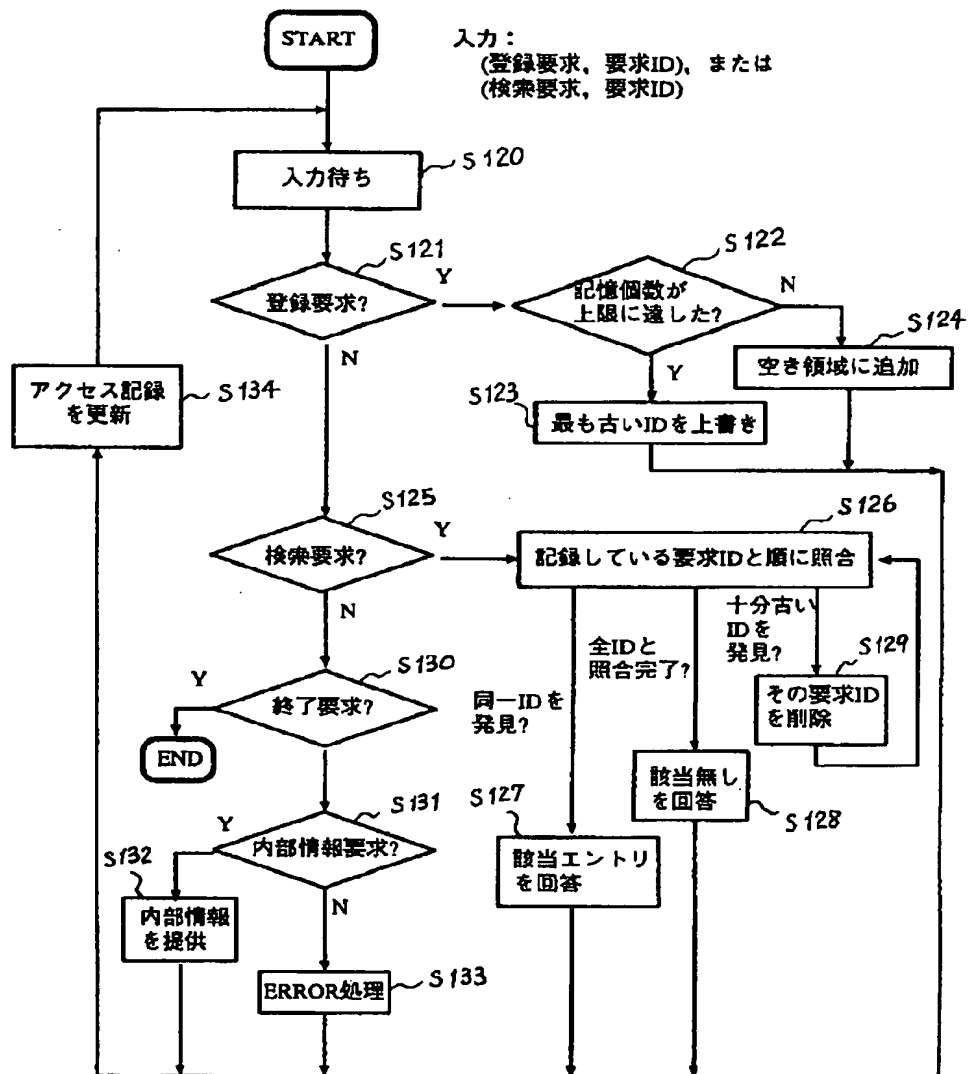 START
入力：
(登録要求，要求ID)，または
(検索要求，要求ID)
入力待ち
S120
S121
登録要求?
Y
N
S122
記憶個数が
上限に達した?
N
Y
S124
空き領域に追加
S123
最も古いIDを上書き
アクセス記録
を更新
S134
S125
検索要求?
Y
N
S126
記録している要求IDと順に照合
同一IDを
発見?
全IDと
照合完了?
十分古い
IDを
発見?
S129
その要求ID
を削除
S130
終了要求?
Y
END
該当無し
を回答
S128
S127
該当エントリ
を回答
S131
内部情報要求?
Y
N
S132
内部情報
を提供
ERROR処理
S133